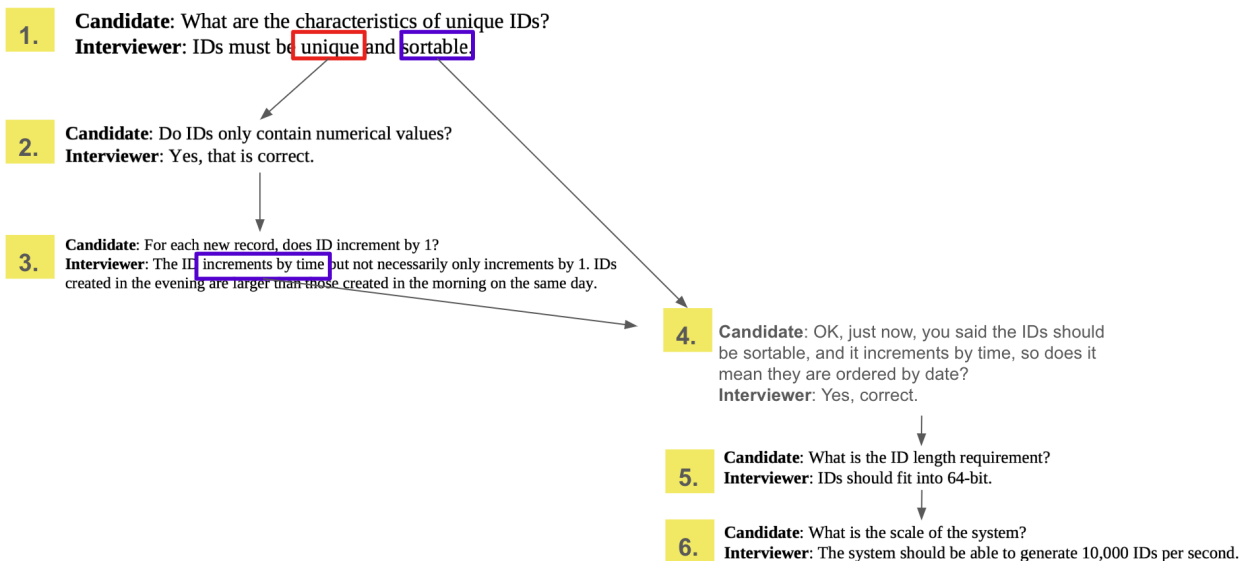 1.
Candidate: What are the characteristics of unique IDs?
Interviewer: IDs must be unique and sortable.
2.
Candidate: Do IDs only contain numerical values?
Interviewer: Yes, that is correct.
3.
Candidate: For each new record, does ID increment by 1?
Interviewer: The ID increments by time but not necessarily only increments by 1. IDs
created in the evening are larger than those created in the morning on the same day.
4.
Candidate: OK, just now, you said the IDs should
be sortable, and it increments by time, so does it
mean they are ordered by date?
Interviewer: Yes, correct.
5.
Candidate: What is the ID length requirement?
Interviewer: IDs should fit into 64-bit.
6.
Candidate: What is the scale of the system?
Interviewer: The system should be able to generate 10,000 IDs per second.